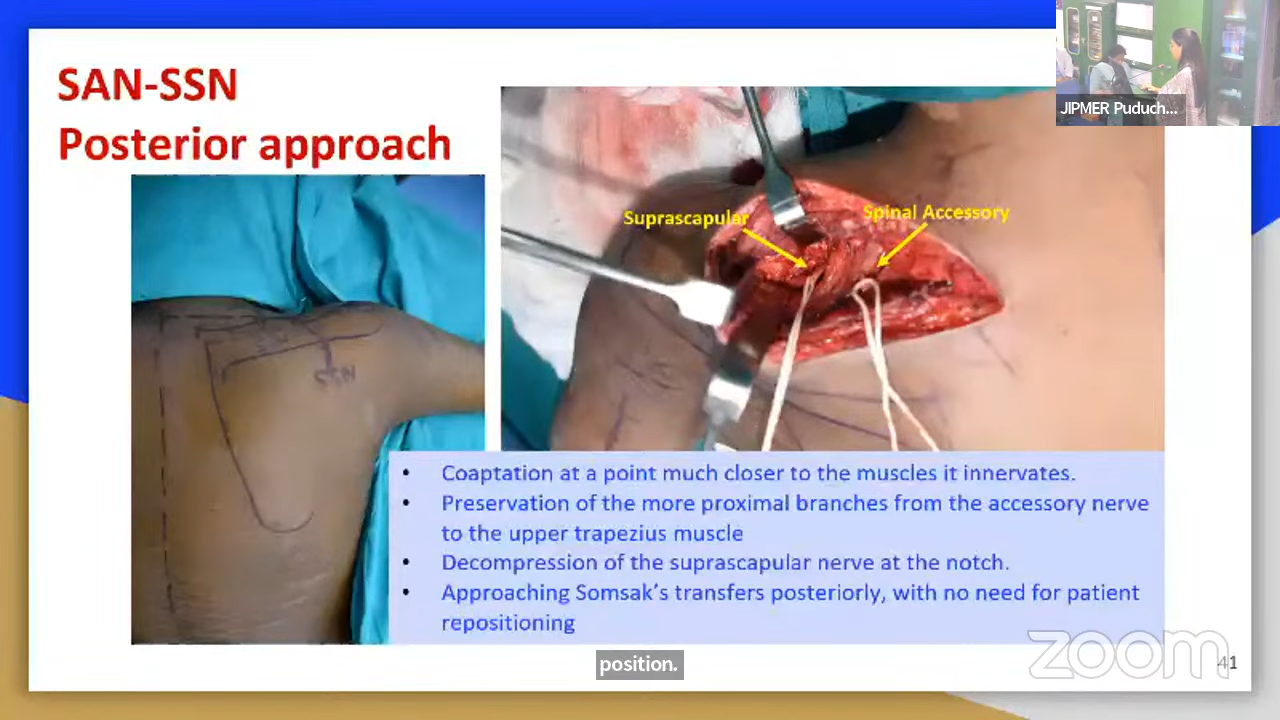 SAN-SSN
Posterior approach
JIPMER Puduch...
Suprascapular
Spinal Accessory
SSN
• Coaptation at a point much closer to the muscles it innervates.
• Preservation of the more proximal branches from the accessory nerve
to the upper trapezius muscle
• Decompression of the suprascapular nerve at the notch.
• Approaching Somsak's transfers posteriorly, with no need for patient
repositioning
zoom
41
position.